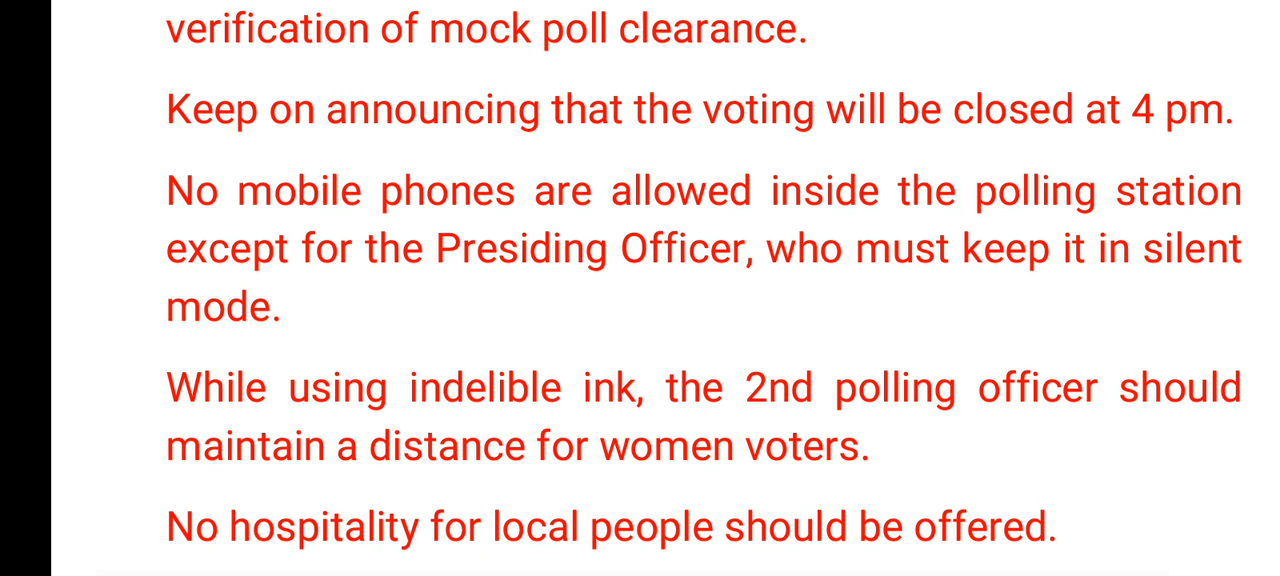 verification of mock poll clearance.
Keep on announcing that the voting will be closed at 4 pm.
No mobile phones are allowed inside the polling station
except for the Presiding Officer, who must keep it in silent
mode.
While using indelible ink, the 2nd polling officer should
maintain a distance for women voters.
No hospitality for local people should be offered.